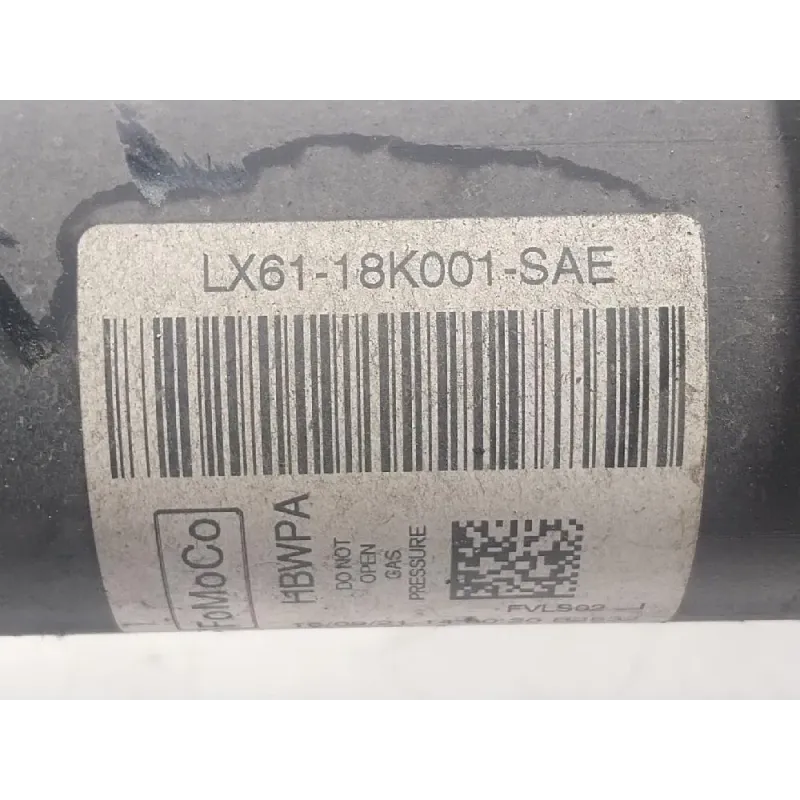 LX61-18K001-SAE
FoMoCo
HBWPA
DO NOT
OPEN
GAS
PRESSURE